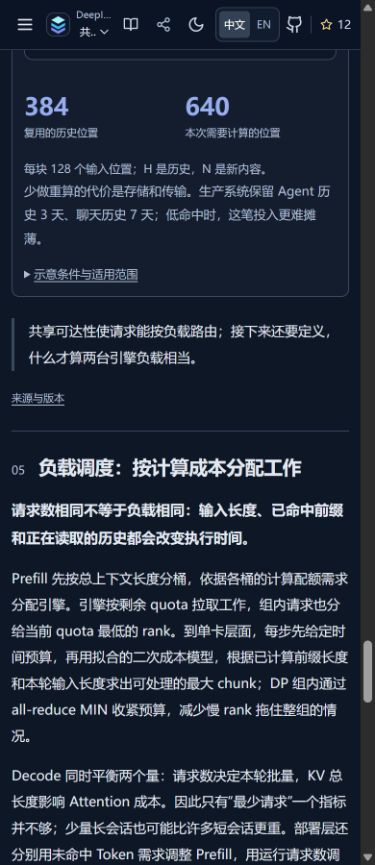 Deepl...
共..
中文
EN
12
384
640
复用的历史位置
本次需要计算的位置
每块 128 个输入位置；H 是历史，N 是新内容。
少做重算的代价是存储和传输。生产系统保留 Agent 历
史 3 天、聊天历史 7 天；低命中时，这笔投入更难摊
薄。
示意条件与适用范围
共享可达性使请求能按负载路由；接下来还要定义，
什么才算两台引擎负载相当。
来源与版本
05 负载调度：按计算成本分配工作
请求数相同不等于负载相同：输入长度、已命中前缀
和正在读取的历史都会改变执行时间。
Prefill 先按总上下文长度分桶，依据各桶的计算配额需求
分配引擎。引擎按剩余 quota 拉取工作，组内请求也分
给当前 quota 最低的 rank。到单卡层面，每步先给定时
间预算，再用拟合的二次成本模型，根据已计算前缀长度
和本轮输入长度求出可处理的最大 chunk；DP 组内通过
all-reduce MIN 收紧预算，减少慢 rank 拖住整组的情
况。
Decode 同时平衡两个量：请求数决定本轮批量，KV 总
长度影响 Attention 成本。因此只有“最少请求”一个指标
并不够；少量长会话也可能比许多短会话更重。部署层还
分别用未命中 Token 需求调整 Prefill，用运行请求数调